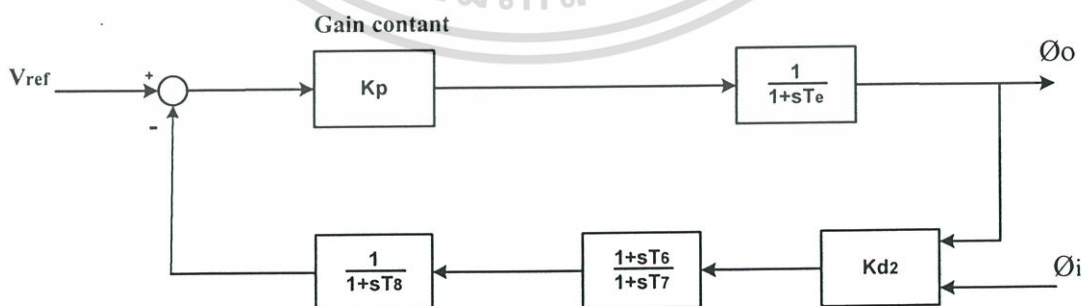 Gain contant
Vref
+
-
Kp
1
1+sTe
Øo
1
1+sT8
1+sT6
1+sT7
Kd2
Øi